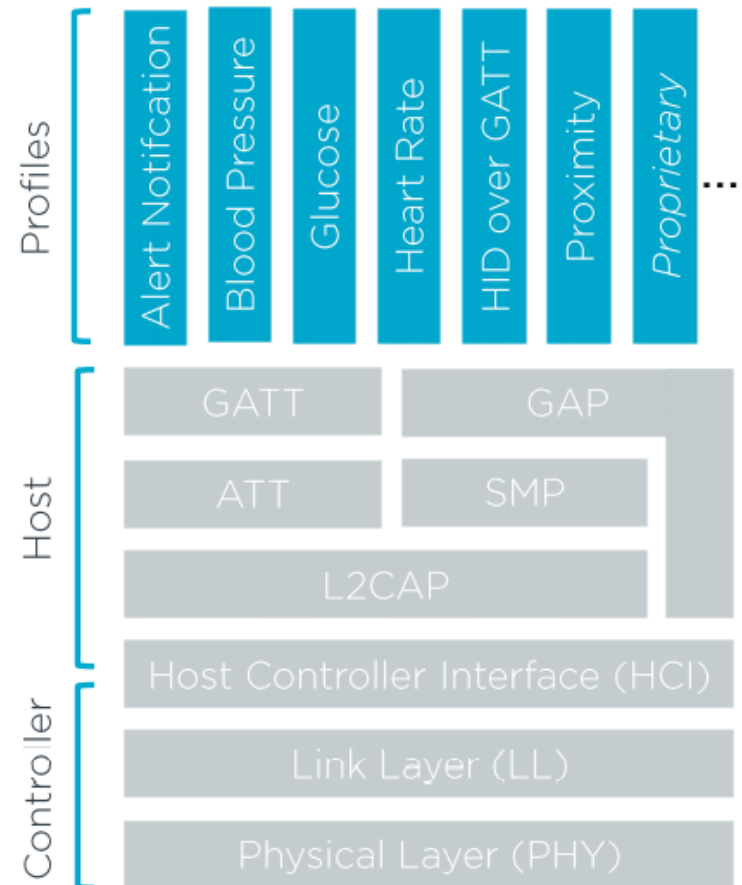 Profiles
Alert Notifcation
Blood Pressure
Glucose
Heart Rate
HID over GATT
Proximity
Proprietary
...
Host
GATT
GAP
ATT
SMP
L2CAP
Host Controller Interface (HCI)
Controller
Link Layer (LL)
Physical Layer (PHY)